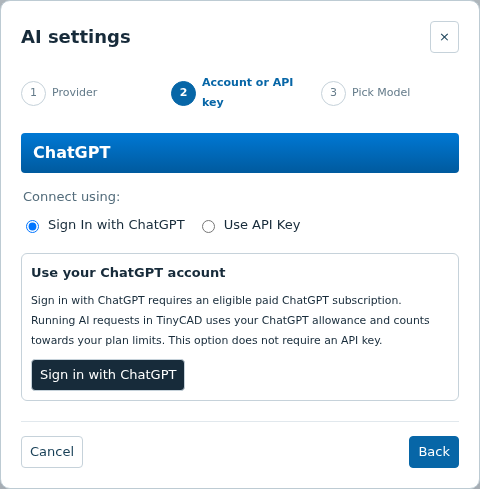 AI settings
×
1 Provider
2 Account or API key
3 Pick Model
ChatGPT
Connect using:
Sign In with ChatGPT Use API Key
Use your ChatGPT account
Sign in with ChatGPT requires an eligible paid ChatGPT subscription.
Running AI requests in TinyCAD uses your ChatGPT allowance and counts
towards your plan limits. This option does not require an API key.
Sign in with ChatGPT
Cancel Back